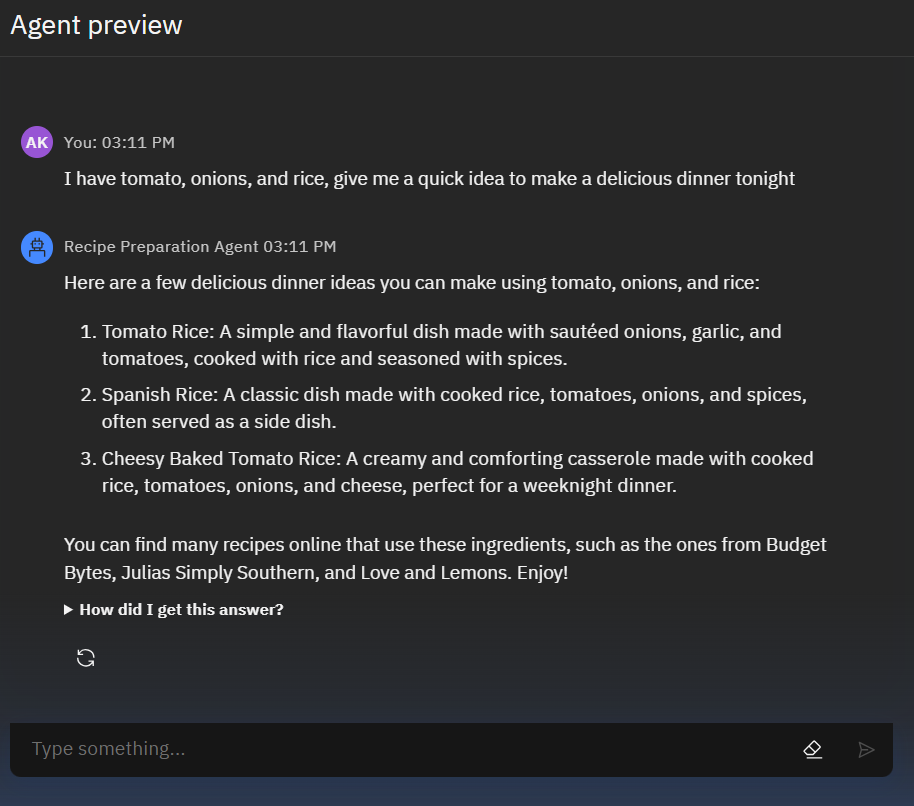 Agent preview
AK
You: 03:11 PM
I have tomato, onions, and rice, give me a quick idea to make a delicious dinner tonight
Recipe Preparation Agent 03:11 PM
Here are a few delicious dinner ideas you can make using tomato, onions, and rice:
1. Tomato Rice: A simple and flavorful dish made with sautéed onions, garlic, and
tomatoes, cooked with rice and seasoned with spices.
2. Spanish Rice: A classic dish made with cooked rice, tomatoes, onions, and spices,
often served as a side dish.
3. Cheesy Baked Tomato Rice: A creamy and comforting casserole made with cooked
rice, tomatoes, onions, and cheese, perfect for a weeknight dinner.
You can find many recipes online that use these ingredients, such as the ones from Budget
Bytes, Julias Simply Southern, and Love and Lemons. Enjoy!
How did I get this answer?
Type something...